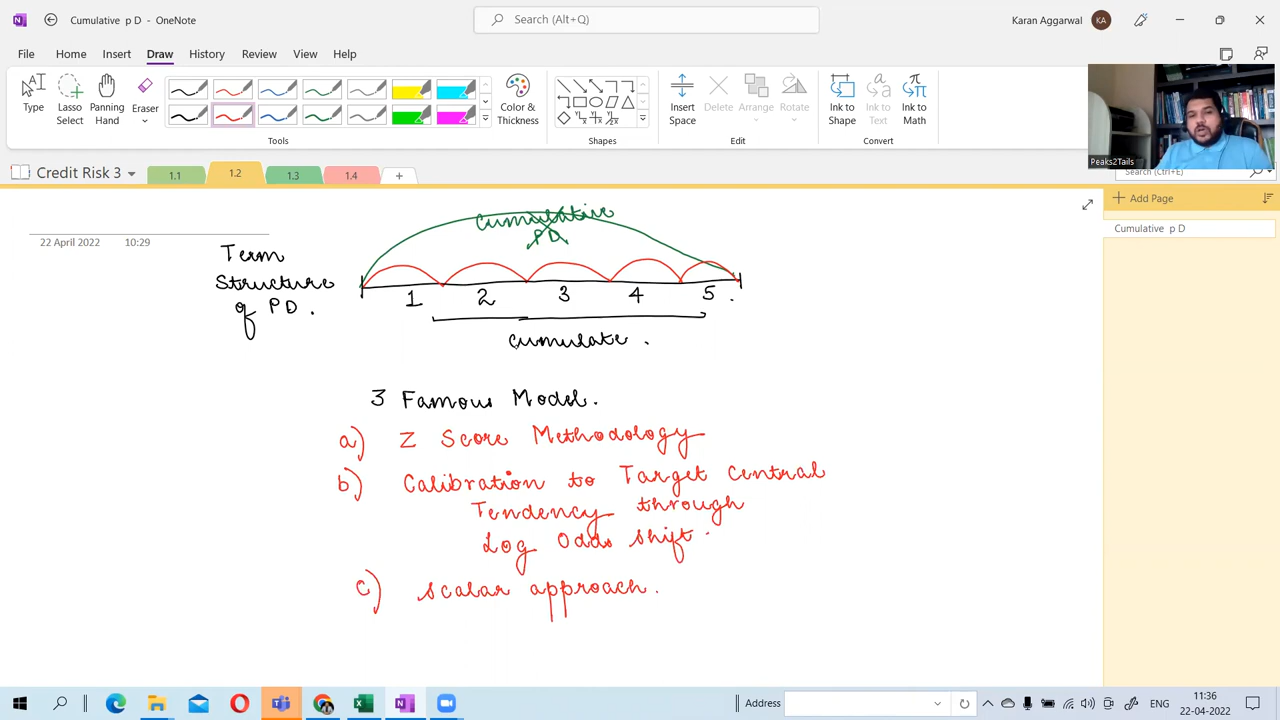 Cumulative p D - OneNote
Search (Alt+Q)
Karan Aggarwal
KA
File
Home
Insert
Draw
History
Review
View
Help
Type
Lasso Select
Panning Hand
Eraser
Color & Thickness
Insert Space
Delete
Arrange
Rotate
Ink to Shape
Ink to Text
Ink to Math
Tools
Shapes
Edit
Convert
Peaks2Tails
Credit Risk 3
1.1
1.2
1.3
1.4
Search (Ctrl+E)
Add Page
Cumulative p D
22 April 2022
10:29
Term
Structure
of PD.
Cumulative
PD
1 2 3 4 5
cumulate.
3 Famous Model.
a) Z Score Methodology
b) Calibration to Target Central
Tendency through
Log Odds Shift.
c) Scalar approach.
Address
ENG
11:36
22-04-2022